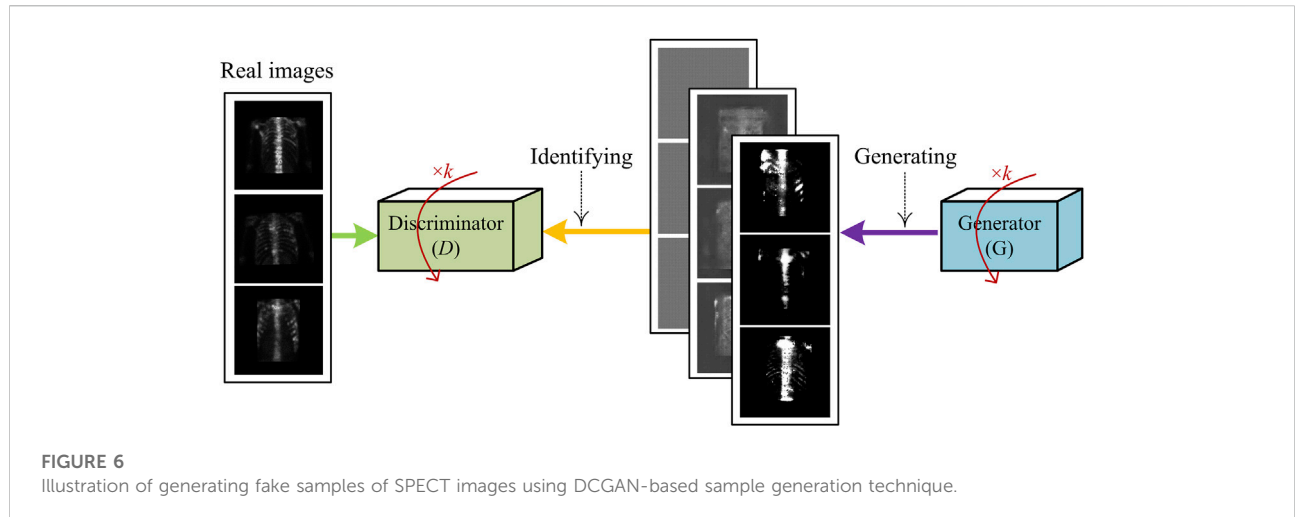 Real images
Identifying
Generating
×k
Discriminator
(D)
×k
Generator
(G)
FIGURE 6
Illustration of generating fake samples of SPECT images using DCGAN-based sample generation technique.